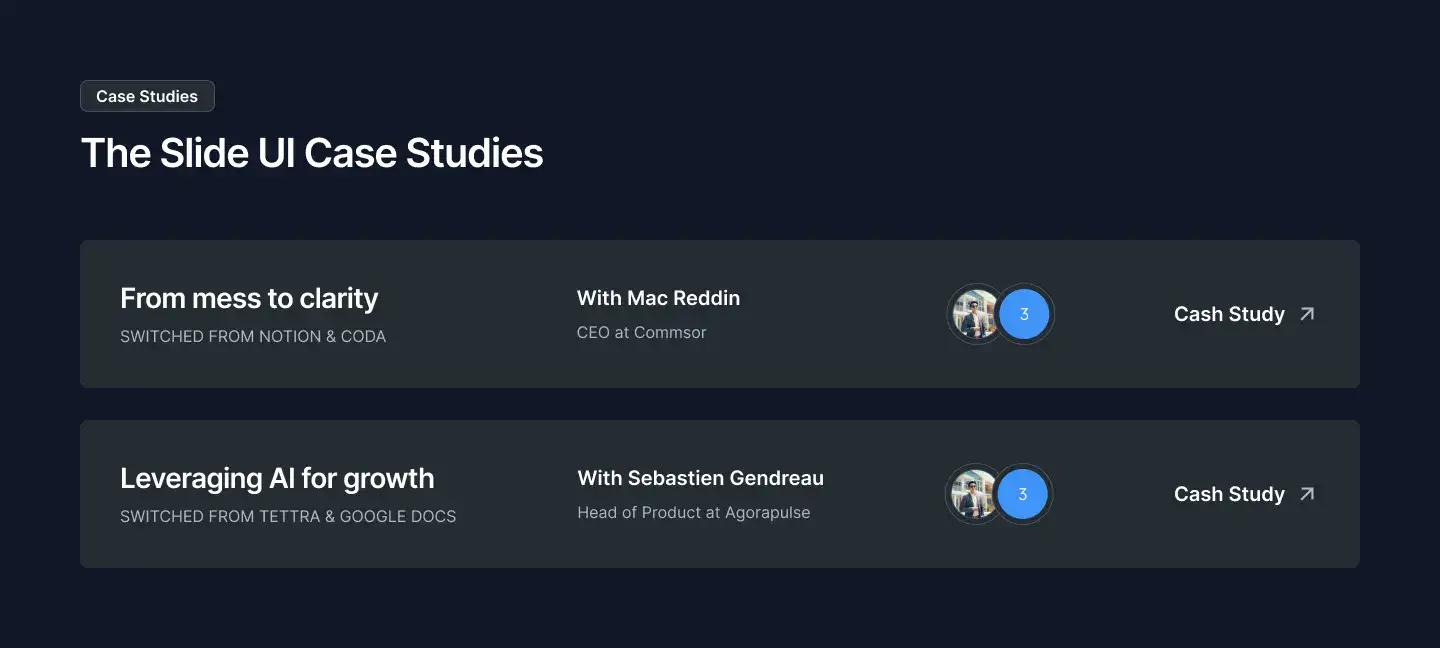 Case Studies
The Slide UI Case Studies
From mess to clarity
SWITCHED FROM NOTION & CODA
With Mac Reddin
CEO at Commsor
3
Cash Study
Leveraging AI for growth
SWITCHED FROM TETTRA & GOOGLE DOCS
With Sebastien Gendreau
Head of Product at Agorapulse
3
Cash Study